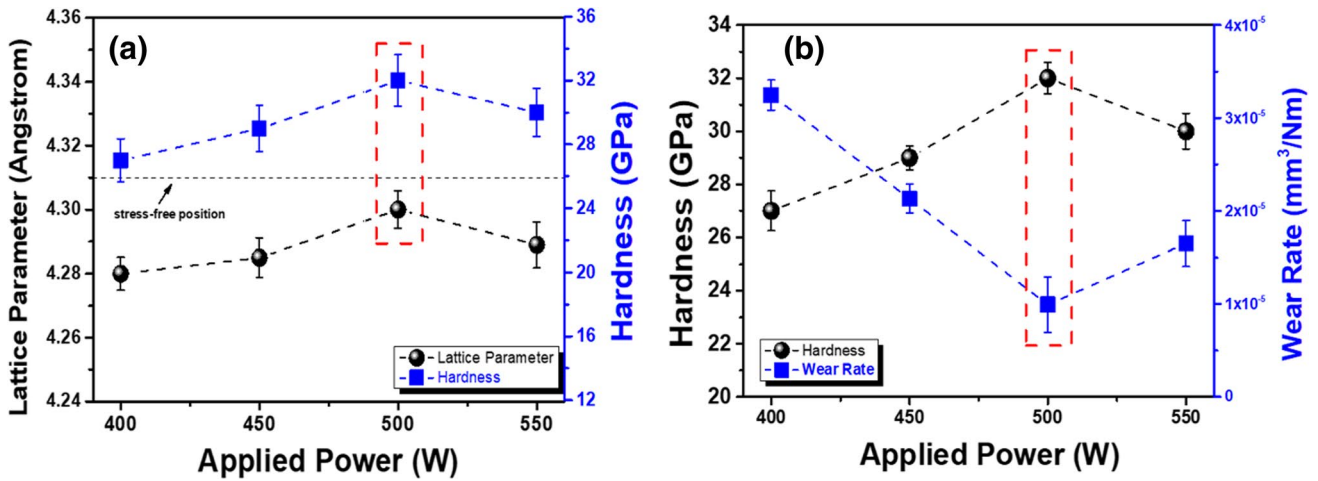 (a)
Lattice Parameter (Angstrom)
4.36
4.34
4.32
4.30
4.28
4.26
4.24
400
450
500
550
Applied Power (W)
36
32
28
24
20
16
12
Hardness (GPa)
stress-free position
Lattice Parameter
Hardness
(b)
Hardness (GPa)
34
32
30
28
26
24
22
20
400
450
500
550
Applied Power (W)
4x10⁻⁵
3x10⁻⁵
2x10⁻⁵
1x10⁻⁵
0
Wear Rate (mm³/Nm)
Hardness
Wear Rate